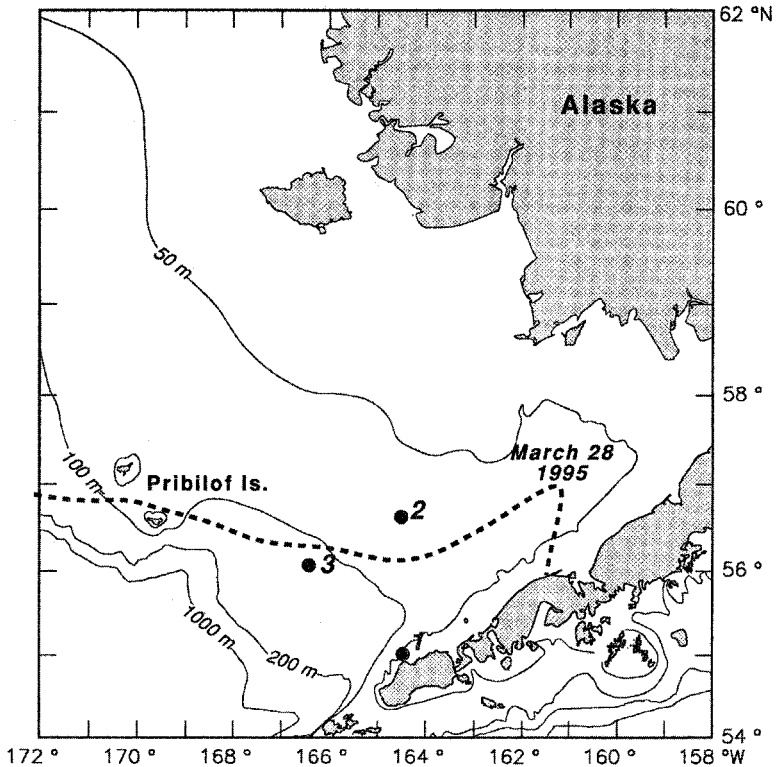 62 °N
Alaska
60 °
50 m
58 °
March 28
1995
100 m
Pribilof Is.
2
3
56 °
1000 m
200 m
1
54 °
172 ° 170 ° 168 ° 166 ° 164 ° 162 ° 160 ° 158 °W